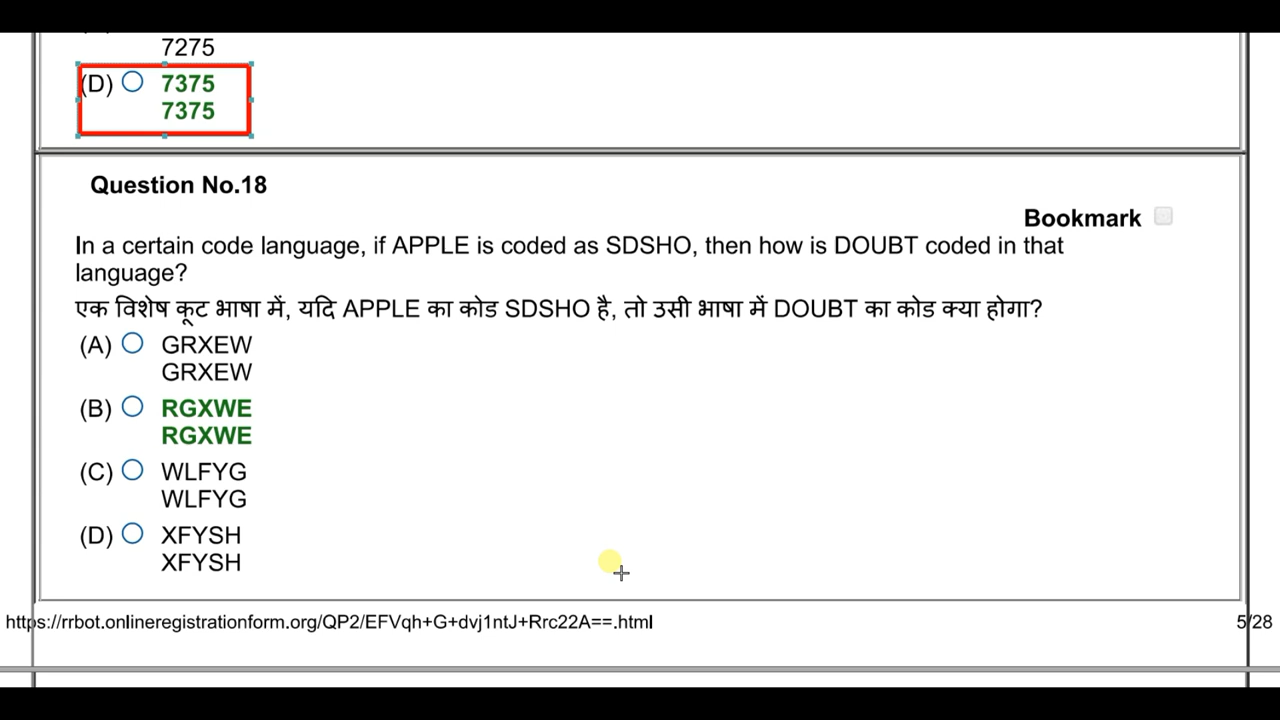 7275
(D) 7375
7375
Question No.18
Bookmark
In a certain code language, if APPLE is coded as SDSHO, then how is DOUBT coded in that
language?
एक विशेष कूट भाषा में, यदि APPLE का कोड SDSHO है, तो उसी भाषा में DOUBT का कोड क्या होगा?
(A) GRXEW
GRXEW
(B) RGXWE
RGXWE
(C) WLFYG
WLFYG
(D) XFYSH
XFYSH
https://rrbot.onlineregistrationform.org/QP2/EFVqh+G+dvj1ntJ+Rrc22A==.html
5/28